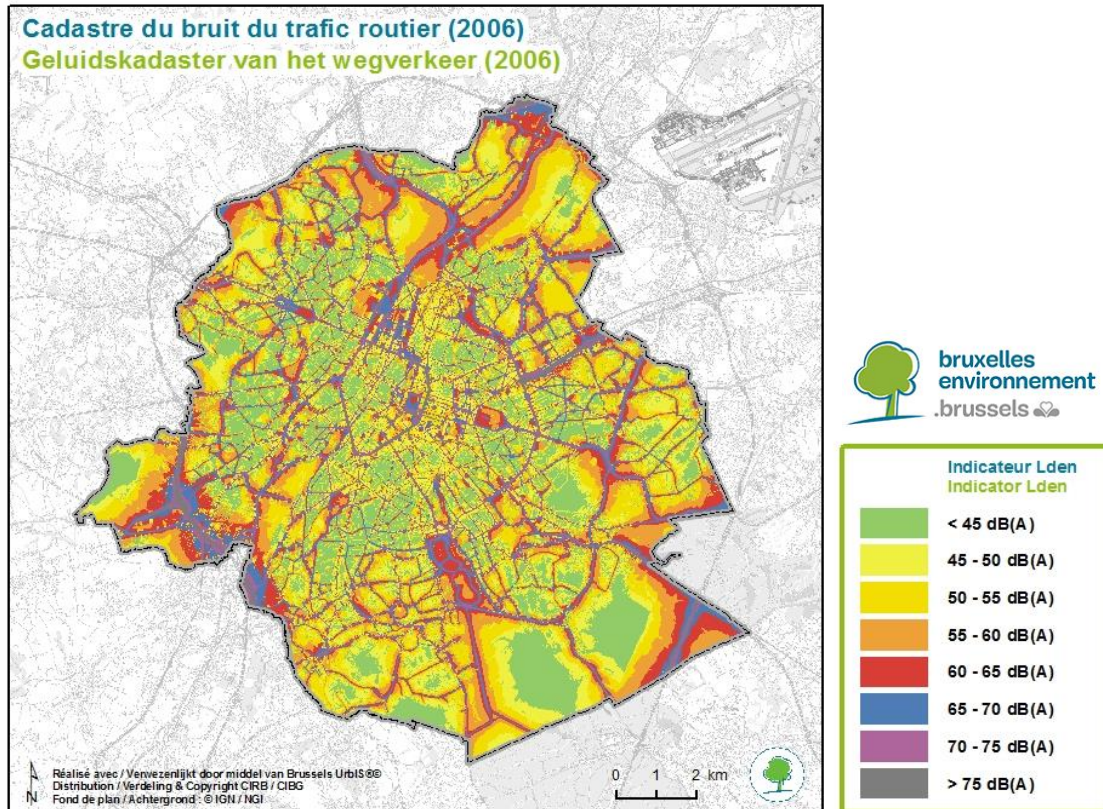 Cadastre du bruit du trafic routier (2006)
Geluidskadaster van het wegverkeer (2006)
bruxelles
environnement
.brussels
Indicateur Lden
Indicator Lden
< 45 dB(A)
45 - 50 dB(A)
50 - 55 dB(A)
55 - 60 dB(A)
60 - 65 dB(A)
65 - 70 dB(A)
70 - 75 dB(A)
> 75 dB(A)
N
Réalisé avec / Verwezenlijkt door middel van Brussels UrbIS®©
Distribution / Verdeling & Copyright CIRB / CIBG
Fond de plan / Achtergrond : © IGN / NGI
0 1 2 km